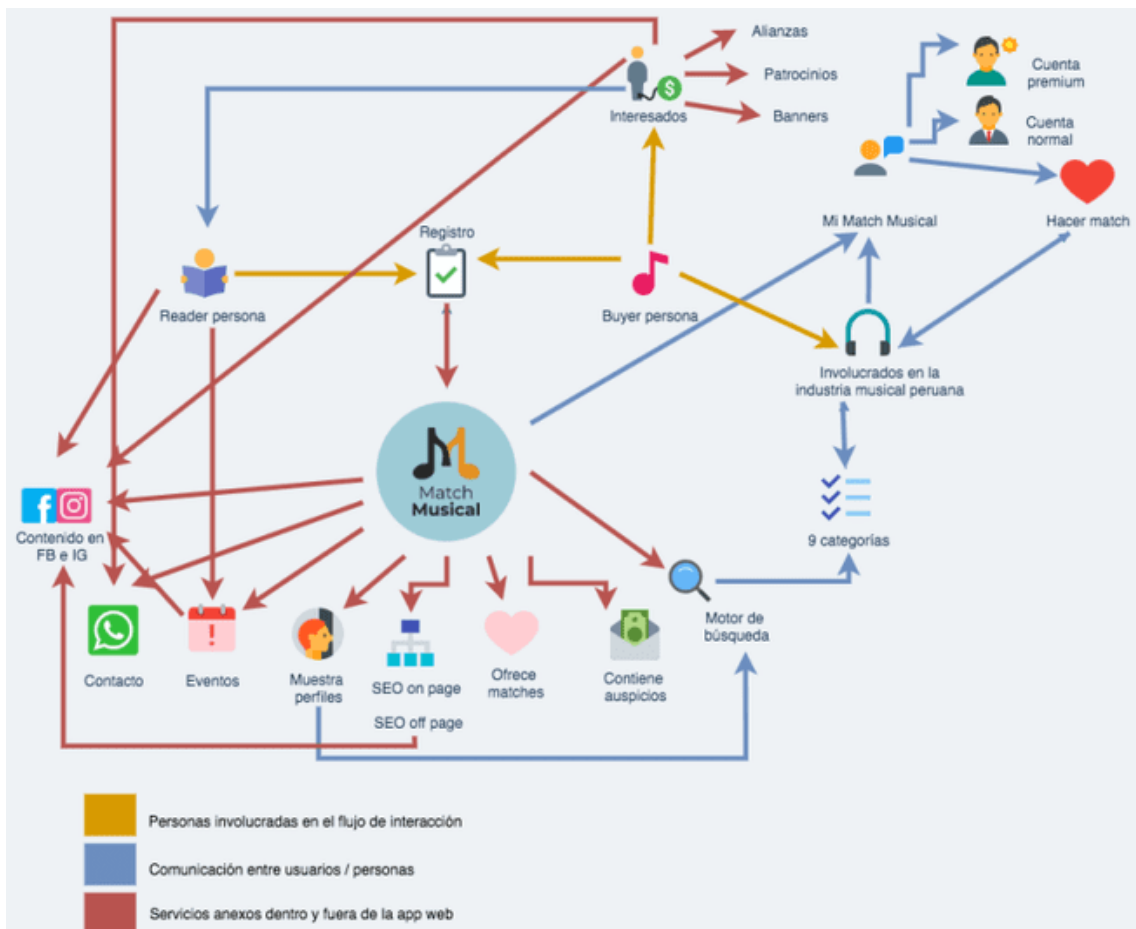 Alianzas
Patrocinios
Banners
Interesados
Cuenta
premium
Cuenta
normal
Mi Match Musical
Hacer match
Registro
Reader persona
Buyer persona
Involucrados en la
industria musical peruana
Match
Musical
Contenido en
FB e IG
9 categorías
Motor de
búsqueda
Contacto
Eventos
Muestra
perfiles
SEO on page
SEO off page
Ofrece
matches
Contiene
auspicios
Personas involucradas en el flujo de interacción
Comunicación entre usuarios / personas
Servicios anexos dentro y fuera de la app web